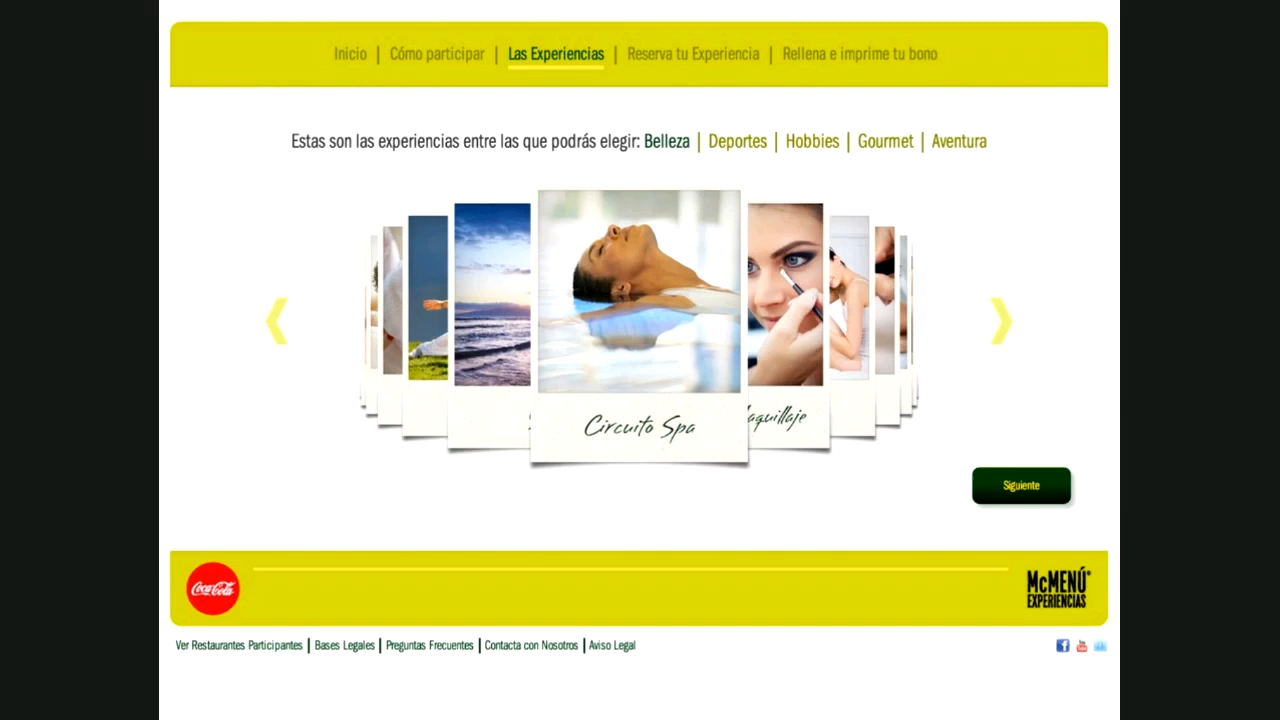 Inicio | Cómo participar | Las Experiencias | Reserva tu Experiencia | Rellena e imprime tu bono
Estas son las experiencias entre las que podrás elegir: Belleza | Deportes | Hobbies | Gourmet | Aventura
Circuito Spa
aquillaje
Siguiente
Coca-Cola
McMENÚ®
EXPERIENCIAS
Ver Restaurantes Participantes | Bases Legales | Preguntas Frecuentes | Contacta con Nosotros | Aviso Legal